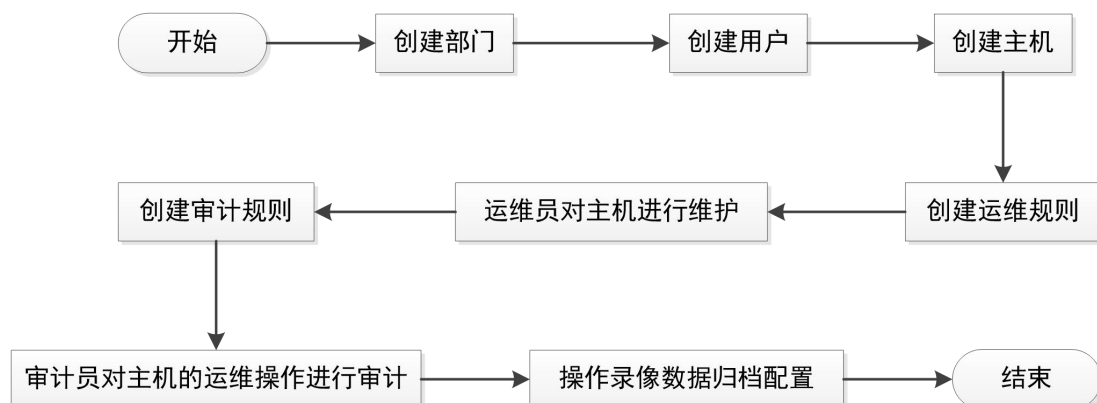 开始
创建部门
创建用户
创建主机
创建运维规则
运维员对主机进行维护
创建审计规则
审计员对主机的运维操作进行审计
操作录像数据归档配置
结束